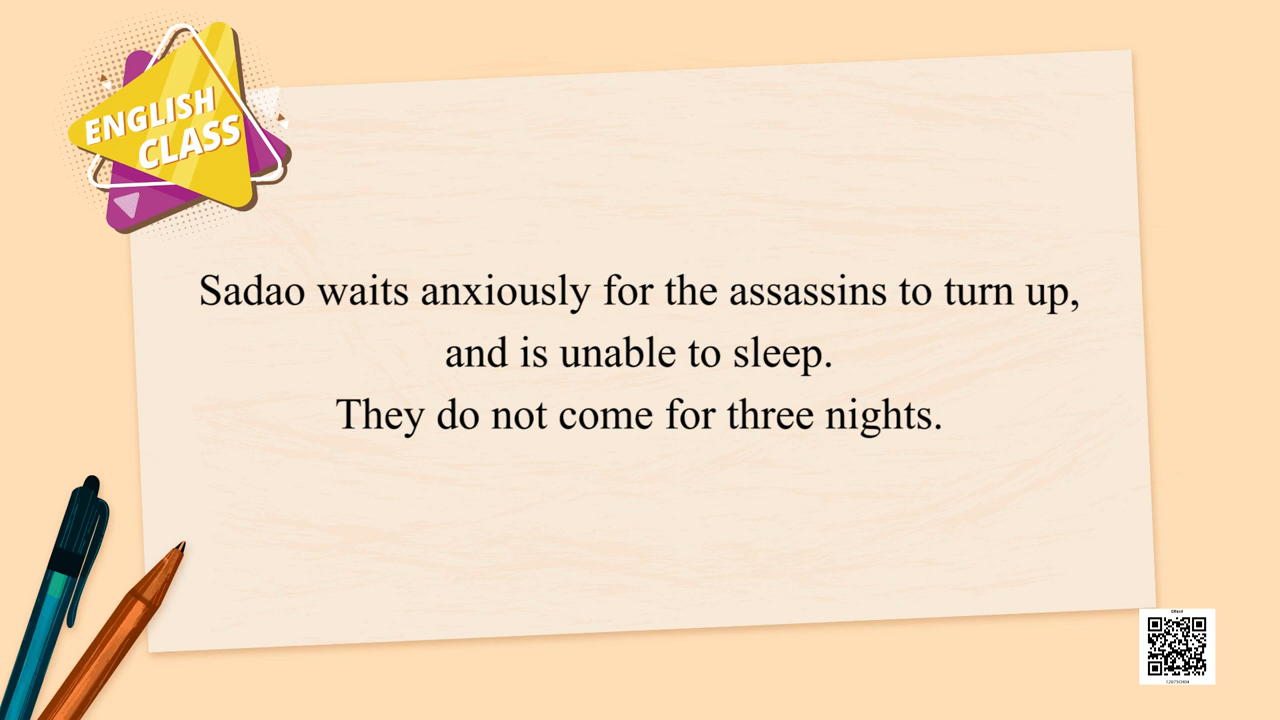 ENGLISH
CLASS
Sadao waits anxiously for the assassins to turn up,
and is unable to sleep.
They do not come for three nights.